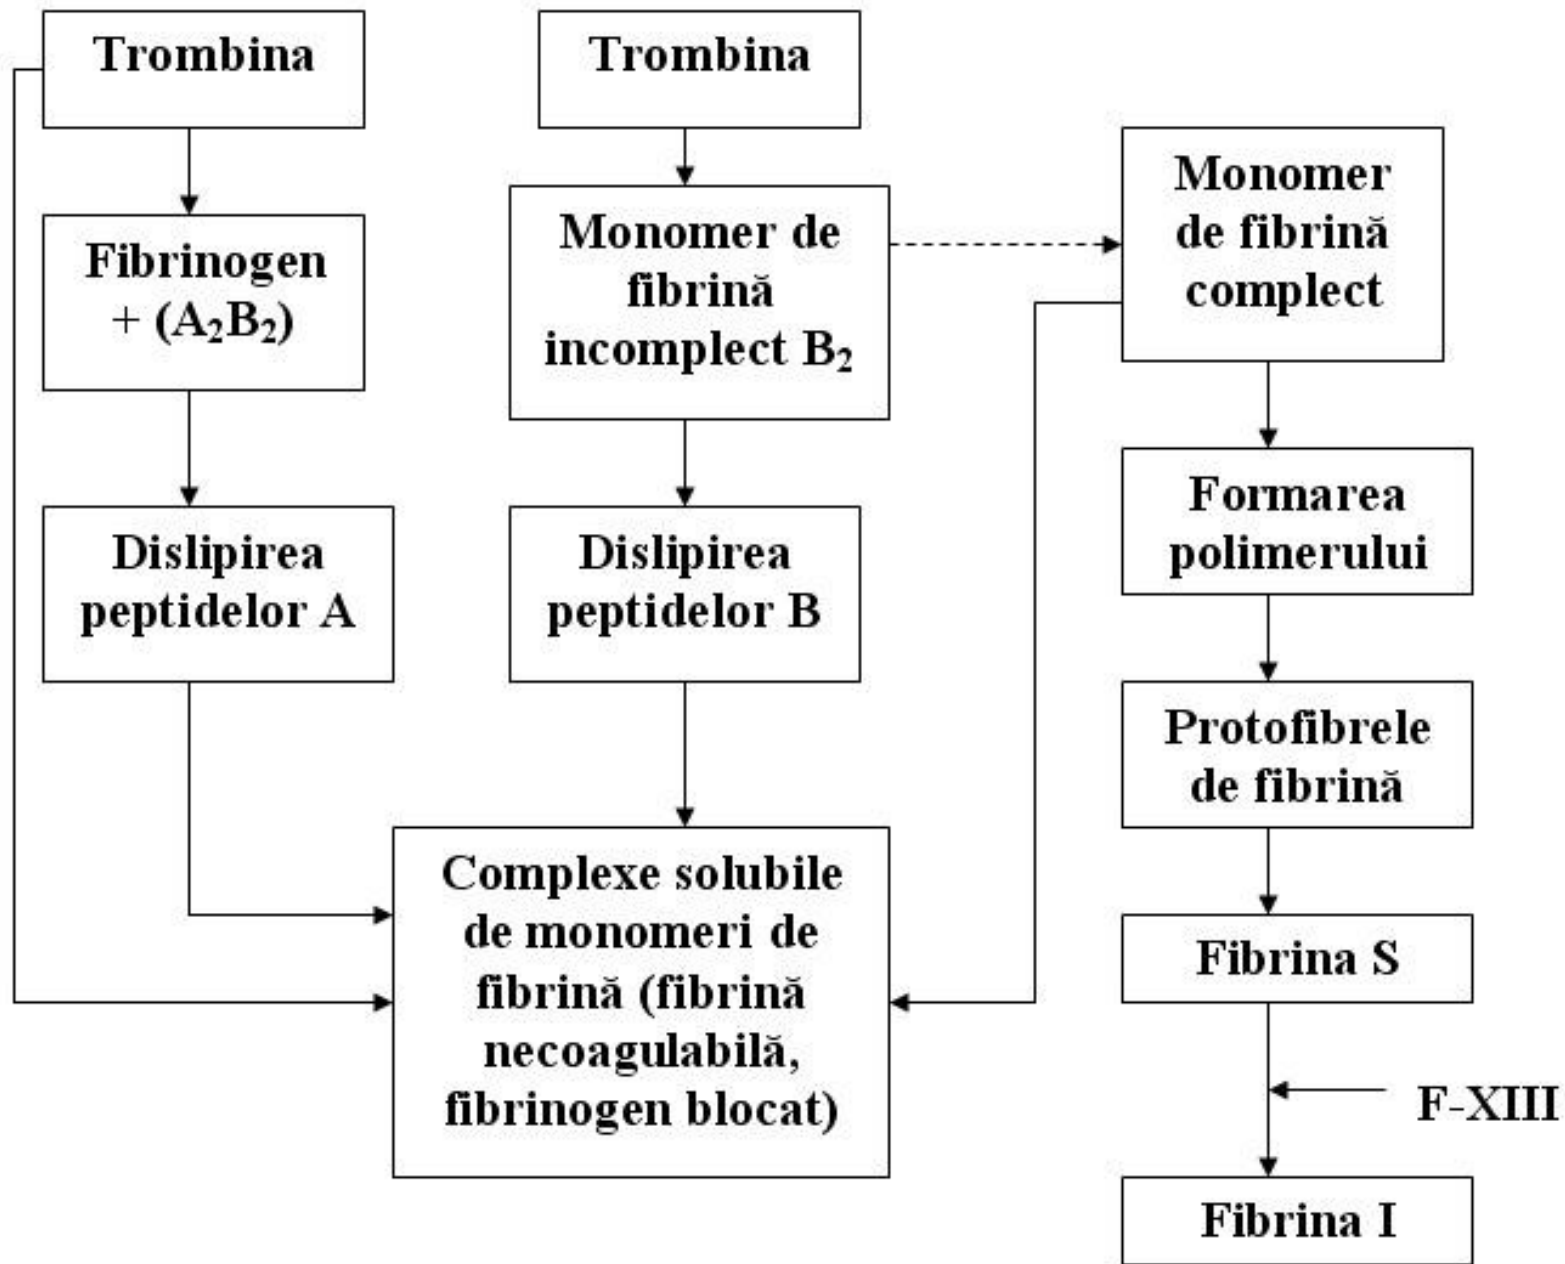 Trombina
Fibrinogen
+ (A₂B₂)
Dislipirea
peptidelor A
Trombina
Monomer de
fibrină
incomplect B₂
Dislipirea
peptidelor B
Complexe solubile
de monomeri de
fibrină (fibrină
necoagulabilă,
fibrinogen blocat)
Monomer
de fibrină
complect
Formarea
polimerului
Protofibrele
de fibrină
Fibrina S
F-XIII
Fibrina I